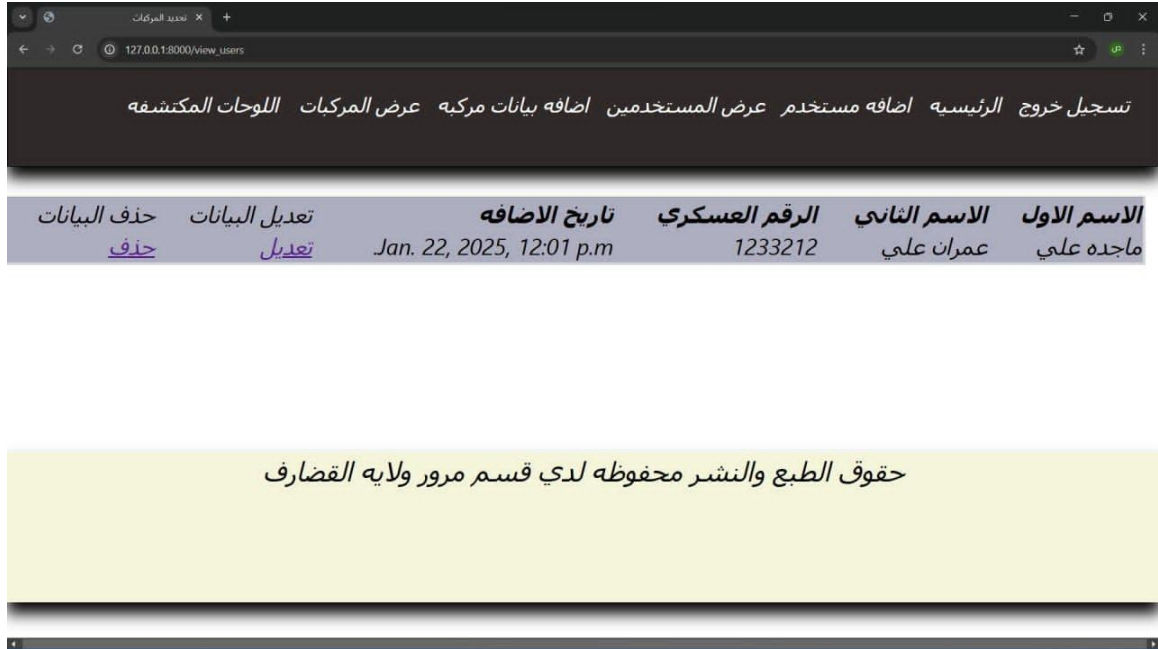 تحديد المركبات
127.0.0.1:8000/view_users
تسجيل خروج الرئيسيه اضافه مستخدم عرض المستخدمين اضافه بيانات مركبه عرض المركبات اللوحات المكتشفه
الاسم الاول الاسم الثاني الرقم العسكري تاريخ الاضافه تعديل البيانات حذف البيانات
ماجده علي عمران علي 1233212 Jan. 22, 2025, 12:01 p.m. تعديل حذف
حقوق الطبع والنشر محفوظه لدي قسم مرور ولايه القضارف